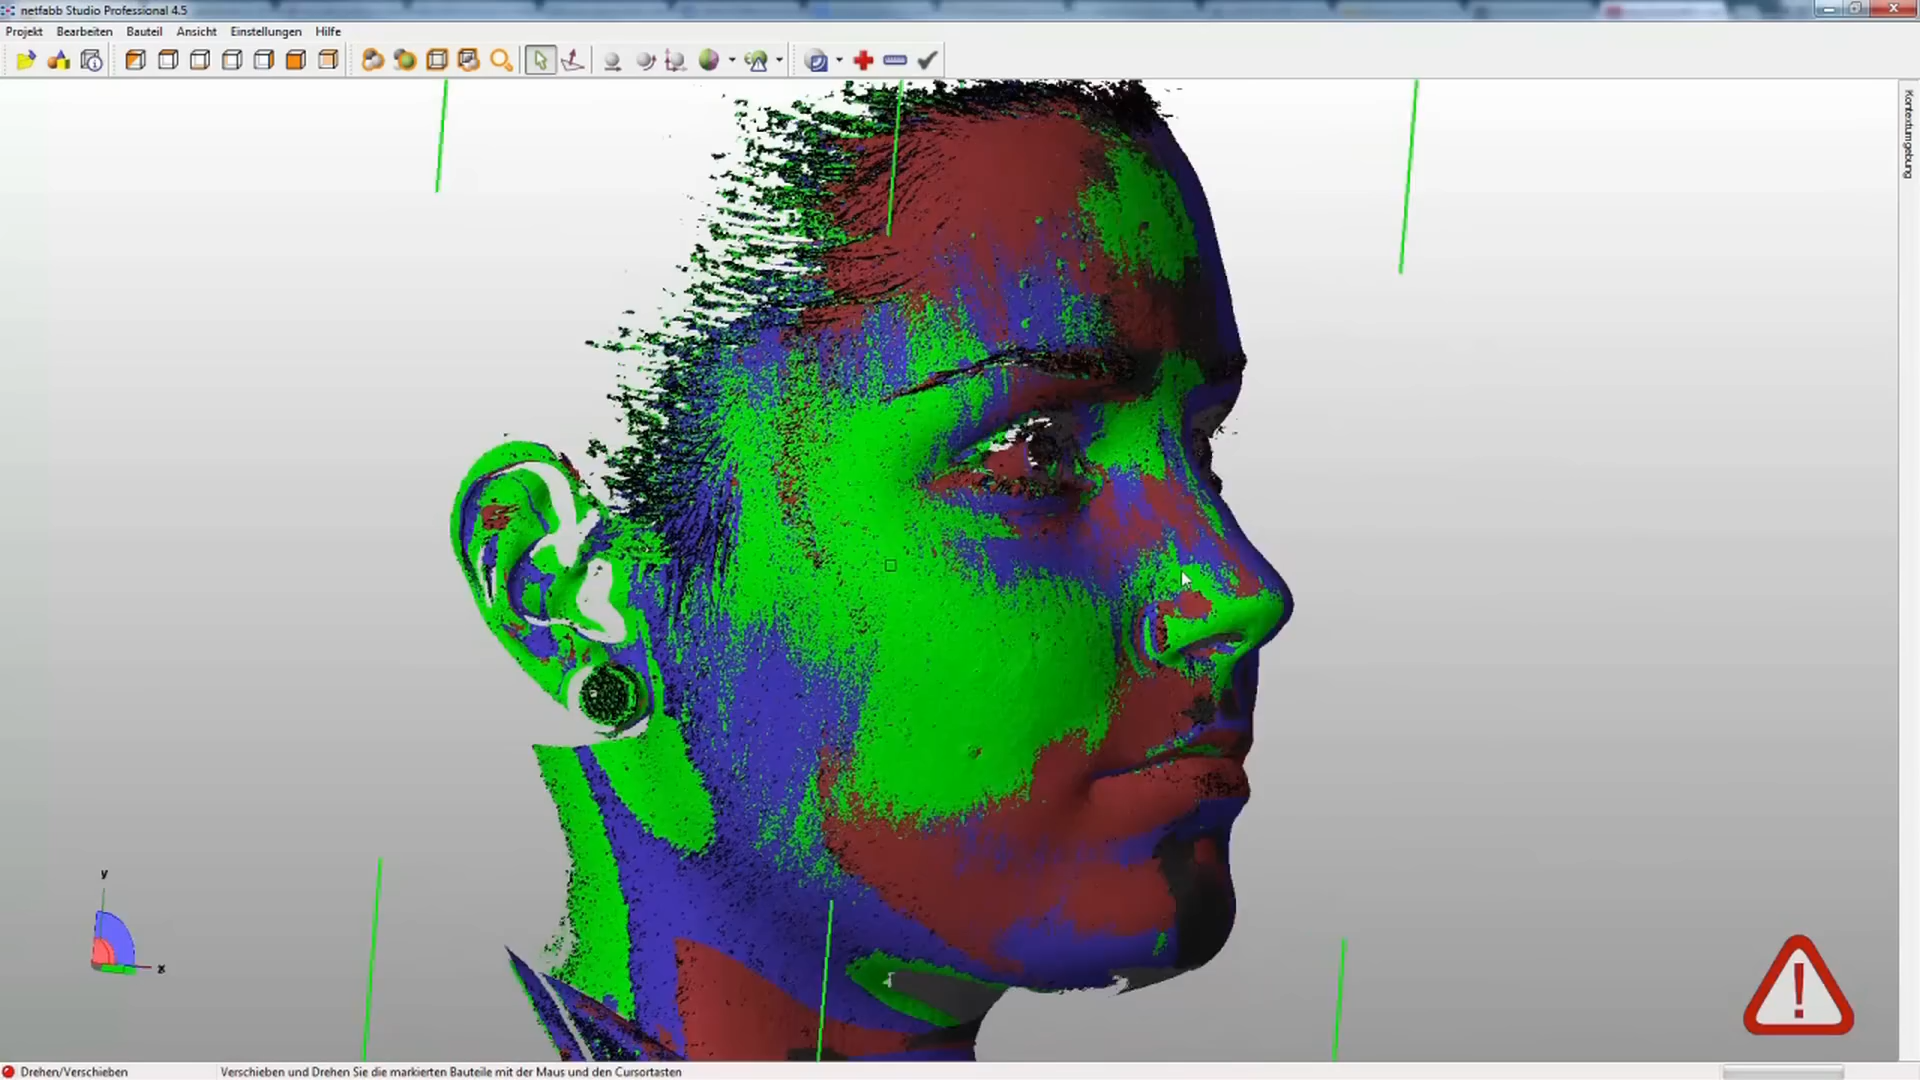 netfabb Studio Professional 4.5
Projekt Bearbeiten Bauteil Ansicht Einstellungen Hilfe
Kontextumgebung
y
x
Drehen/Verschieben
Verschieben und Drehen Sie die markierten Bauteile mit der Maus und den Cursortasten